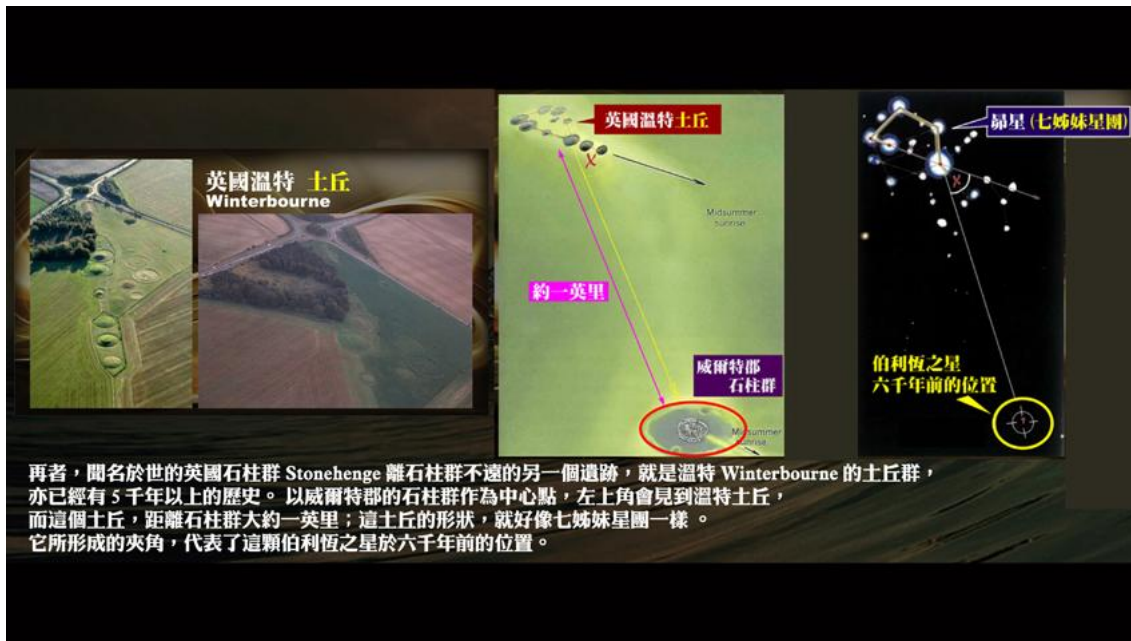 英國溫特 土丘
Winterbourne
英國溫特土丘
X
Midsummer
sunrise
約一英里
威爾特郡
石柱群
Midsummer
sunrise
昴星 (七姊妹星團)
X
伯利恆之星
六千年前的位置
再者，聞名於世的英國石柱群 Stonehenge 離石柱群不遠的另一個遺跡，就是溫特 Winterbourne 的土丘群，
亦已經有 5 千年以上的歷史。 以威爾特郡的石柱群作為中心點，左上角會見到溫特土丘，
而這個土丘，距離石柱群大約一英里；這土丘的形狀，就好像七姊妹星團一樣 。
它所形成的夾角，代表了這顆伯利恆之星於六千年前的位置。